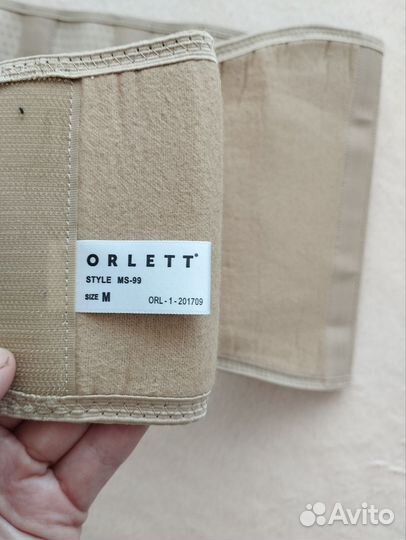 ORLETT®
STYLE MS-99
SIZE M ORL-1-201709
Avito